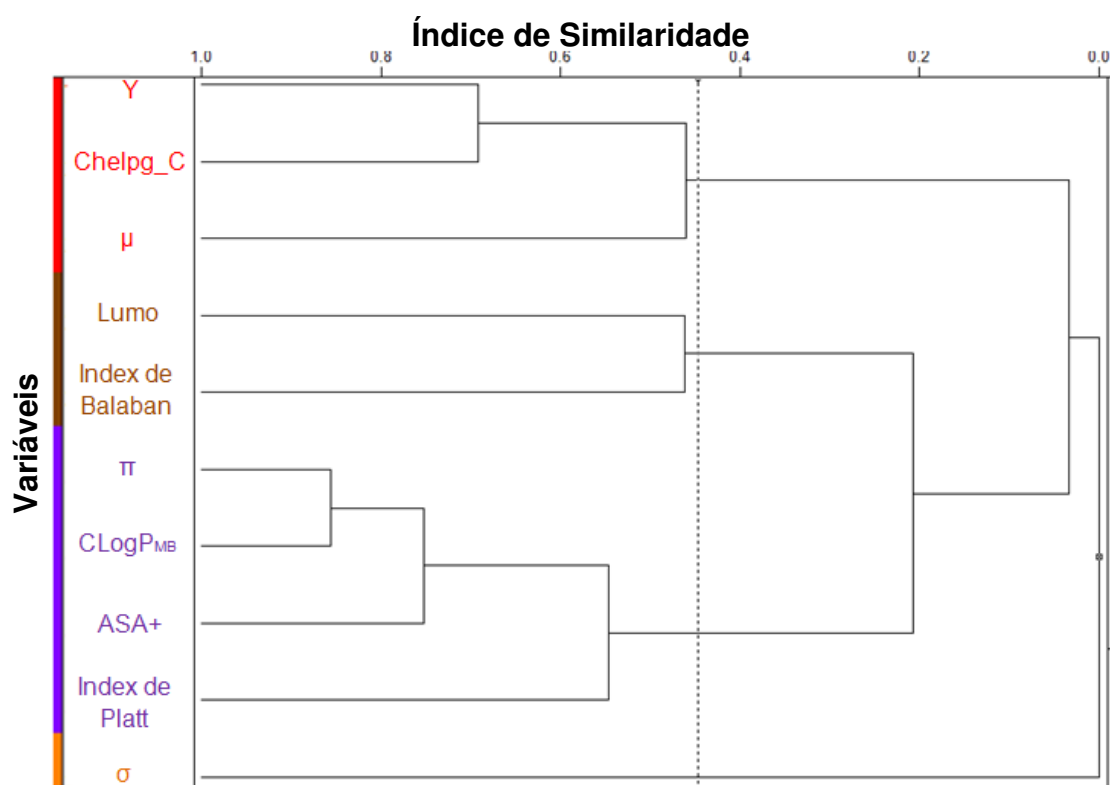 Índice de Similaridade
1.0 0.8 0.6 0.4 0.2 0.0
Variáveis
Y
Chelpg_C
μ
Lumo
Index de
Balaban
π
CLogPMB
ASA+
Index de
Platt
σ